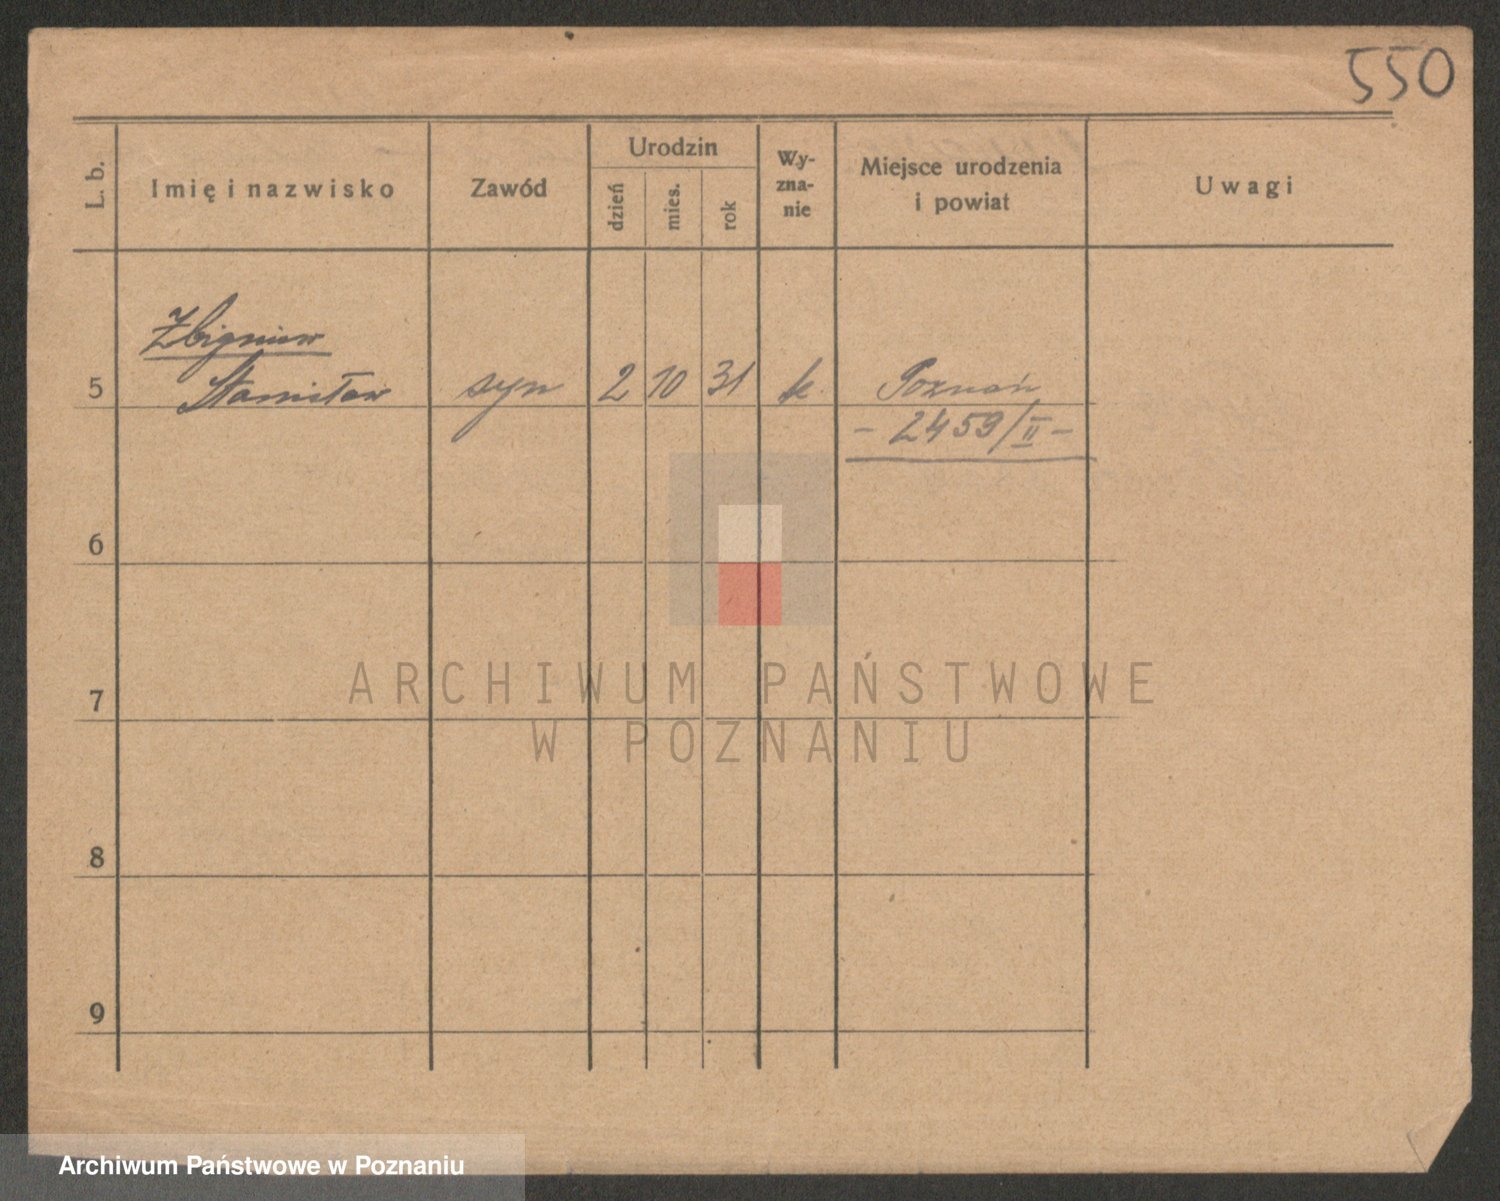 550
L. b.
Imię i nazwisko
Zawód
Urodzin
dzień
mies.
rok
Wy-
zna-
nie
Miejsce urodzenia
i powiat
Uwagi
Zbigniew
5 Stanisław syn 2 10 31 k. Poznań
- 2459/II -
6
7
8
9
ARCHIWUM PAŃSTWOWE
W POZNANIU
Archiwum Państwowe w Poznaniu